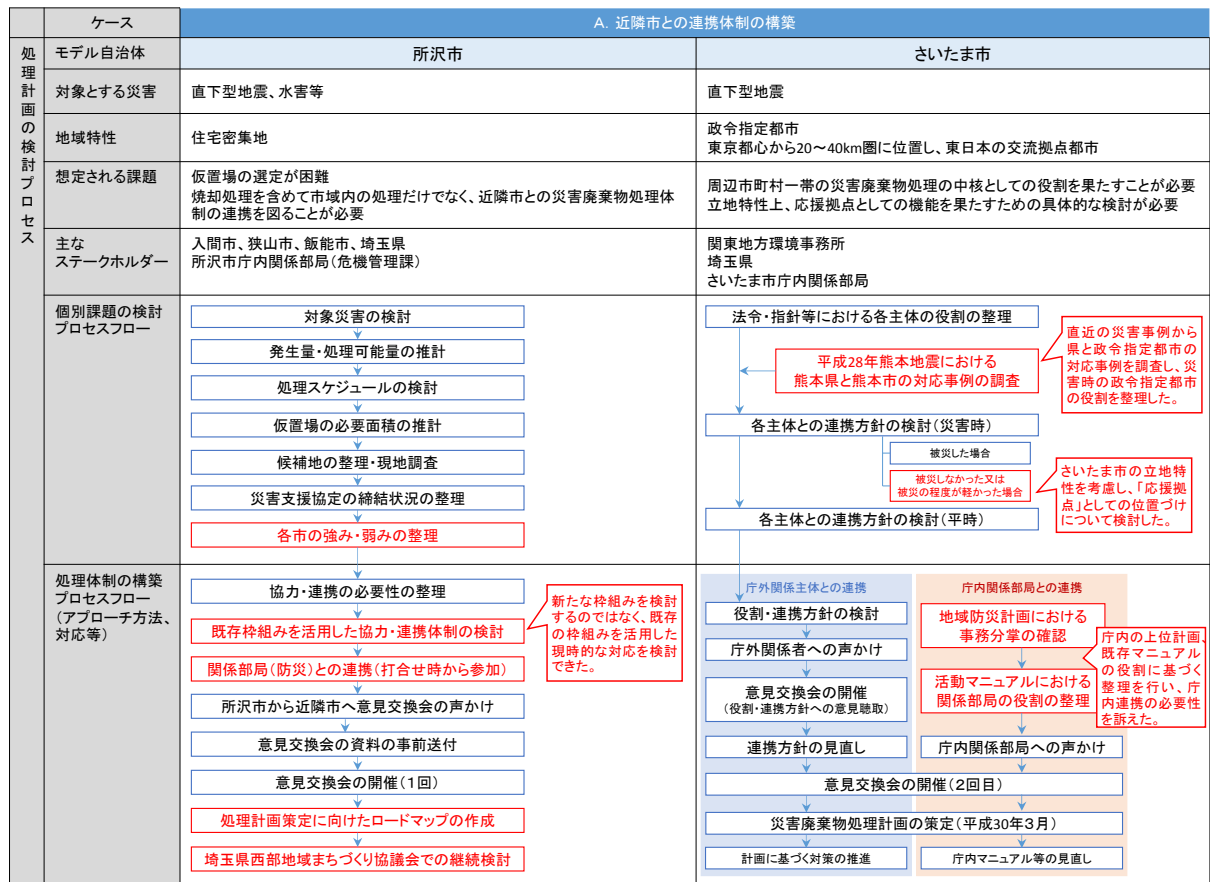 ケース
A．近隣市との連携体制の構築
処理計画の検討プロセス
モデル自治体
所沢市
さいたま市
対象とする災害
直下型地震、水害等
直下型地震
地域特性
住宅密集地
政令指定都市
東京都心から20～40km圏に位置し、東日本の交流拠点都市
想定される課題
仮置場の選定が困難
焼却処理を含めて市域内の処理だけでなく、近隣市との災害廃棄物処理体
制の連携を図ることが必要
周辺市町村一帯の災害廃棄物処理の中核としての役割を果たすことが必要
立地特性上、応援拠点としての機能を果たすための具体的な検討が必要
主な
ステークホルダー
入間市、狭山市、飯能市、埼玉県
所沢市庁内関係部局（危機管理課）
関東地方環境事務所
埼玉県
さいたま市庁内関係部局
個別課題の検討
プロセスフロー
対象災害の検討
発生量・処理可能量の推計
処理スケジュールの検討
仮置場の必要面積の推計
候補地の整理・現地調査
災害支援協定の締結状況の整理
各市の強み・弱みの整理
法令・指針等における各主体の役割の整理
平成28年熊本地震における
熊本県と熊本市の対応事例の調査
直近の災害事例から
県と政令指定都市の
対応事例を調査し、災
害時の政令指定都市
の役割を整理した。
各主体との連携方針の検討（災害時）
被災した場合
被災しなかった又は
被災の程度が軽かった場合
さいたま市の立地特
性を考慮し、「応援拠
点」としての位置づけ
について検討した。
各主体との連携方針の検討（平時）
処理体制の構築
プロセスフロー
（アプローチ方法、
対応等）
協力・連携の必要性の整理
既存枠組みを活用した協力・連携体制の検討
関係部局（防災）との連携（打合せ時から参加）
所沢市から近隣市へ意見交換会の声かけ
意見交換会の資料の事前送付
意見交換会の開催（1回）
処理計画策定に向けたロードマップの作成
埼玉県西部地域まちづくり協議会での継続検討
新たな枠組みを検討
するのではなく、既存
の枠組みを活用した
現時的な対応を検討
できた。
庁外関係主体との連携
役割・連携方針の検討
庁外関係者への声かけ
意見交換会の開催
（役割・連携方針への意見聴取）
連携方針の見直し
庁内関係部局との連携
地域防災計画における
事務分掌の確認
活動マニュアルにおける
関係部局の役割の整理
庁内の上位計画、
既存マニュアル
の役割に基づく
整理を行い、庁
内連携の必要性
を訴えた。
庁内関係部局への声かけ
意見交換会の開催（2回目）
災害廃棄物処理計画の策定（平成30年3月）
計画に基づく対策の推進
庁内マニュアル等の見直し